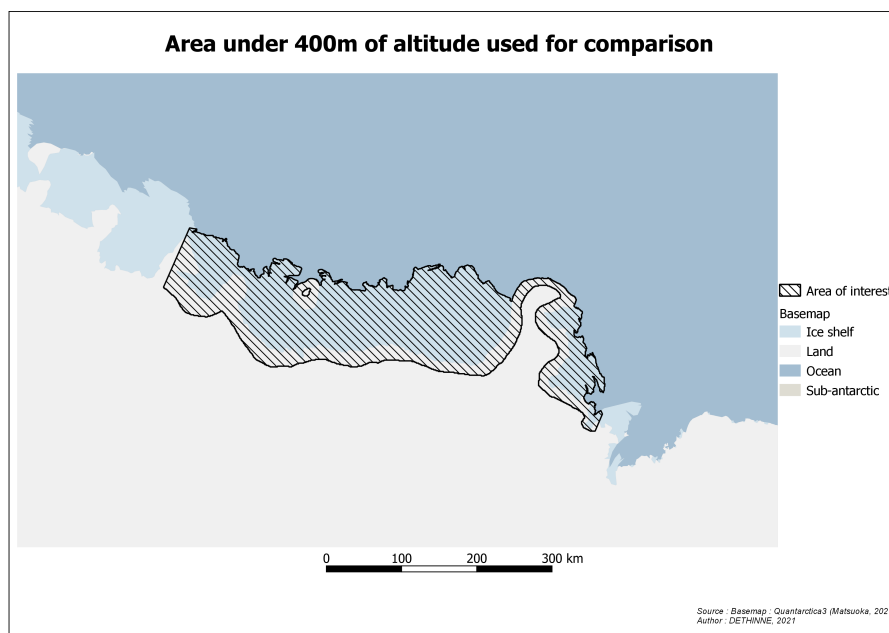 Area under 400m of altitude used for comparison
Area of interest
Basemap
Ice shelf
Land
Ocean
Sub-antarctic
0 100 200 300 km
Source : Basemap : Quantarctica3 (Matsuoka, 202
Author : DETHINNE, 2021